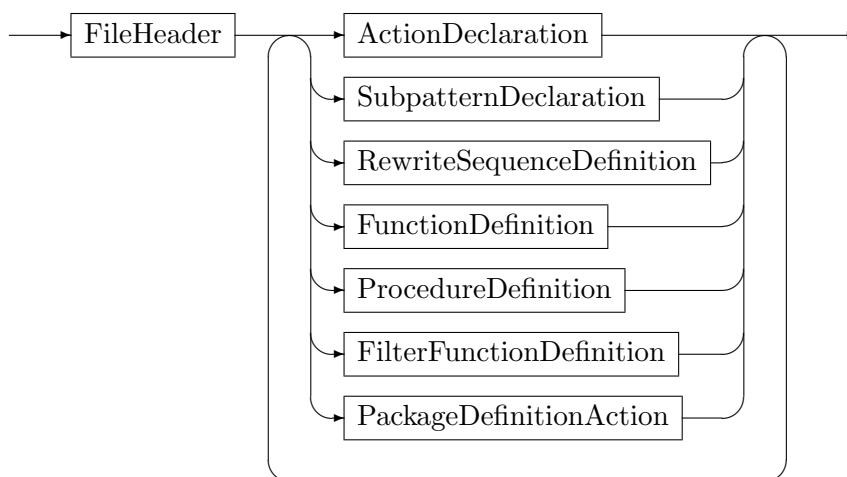 FileHeader
ActionDeclaration
SubpatternDeclaration
RewriteSequenceDefinition
FunctionDefinition
ProcedureDefinition
FilterFunctionDefinition
PackageDefinitionAction